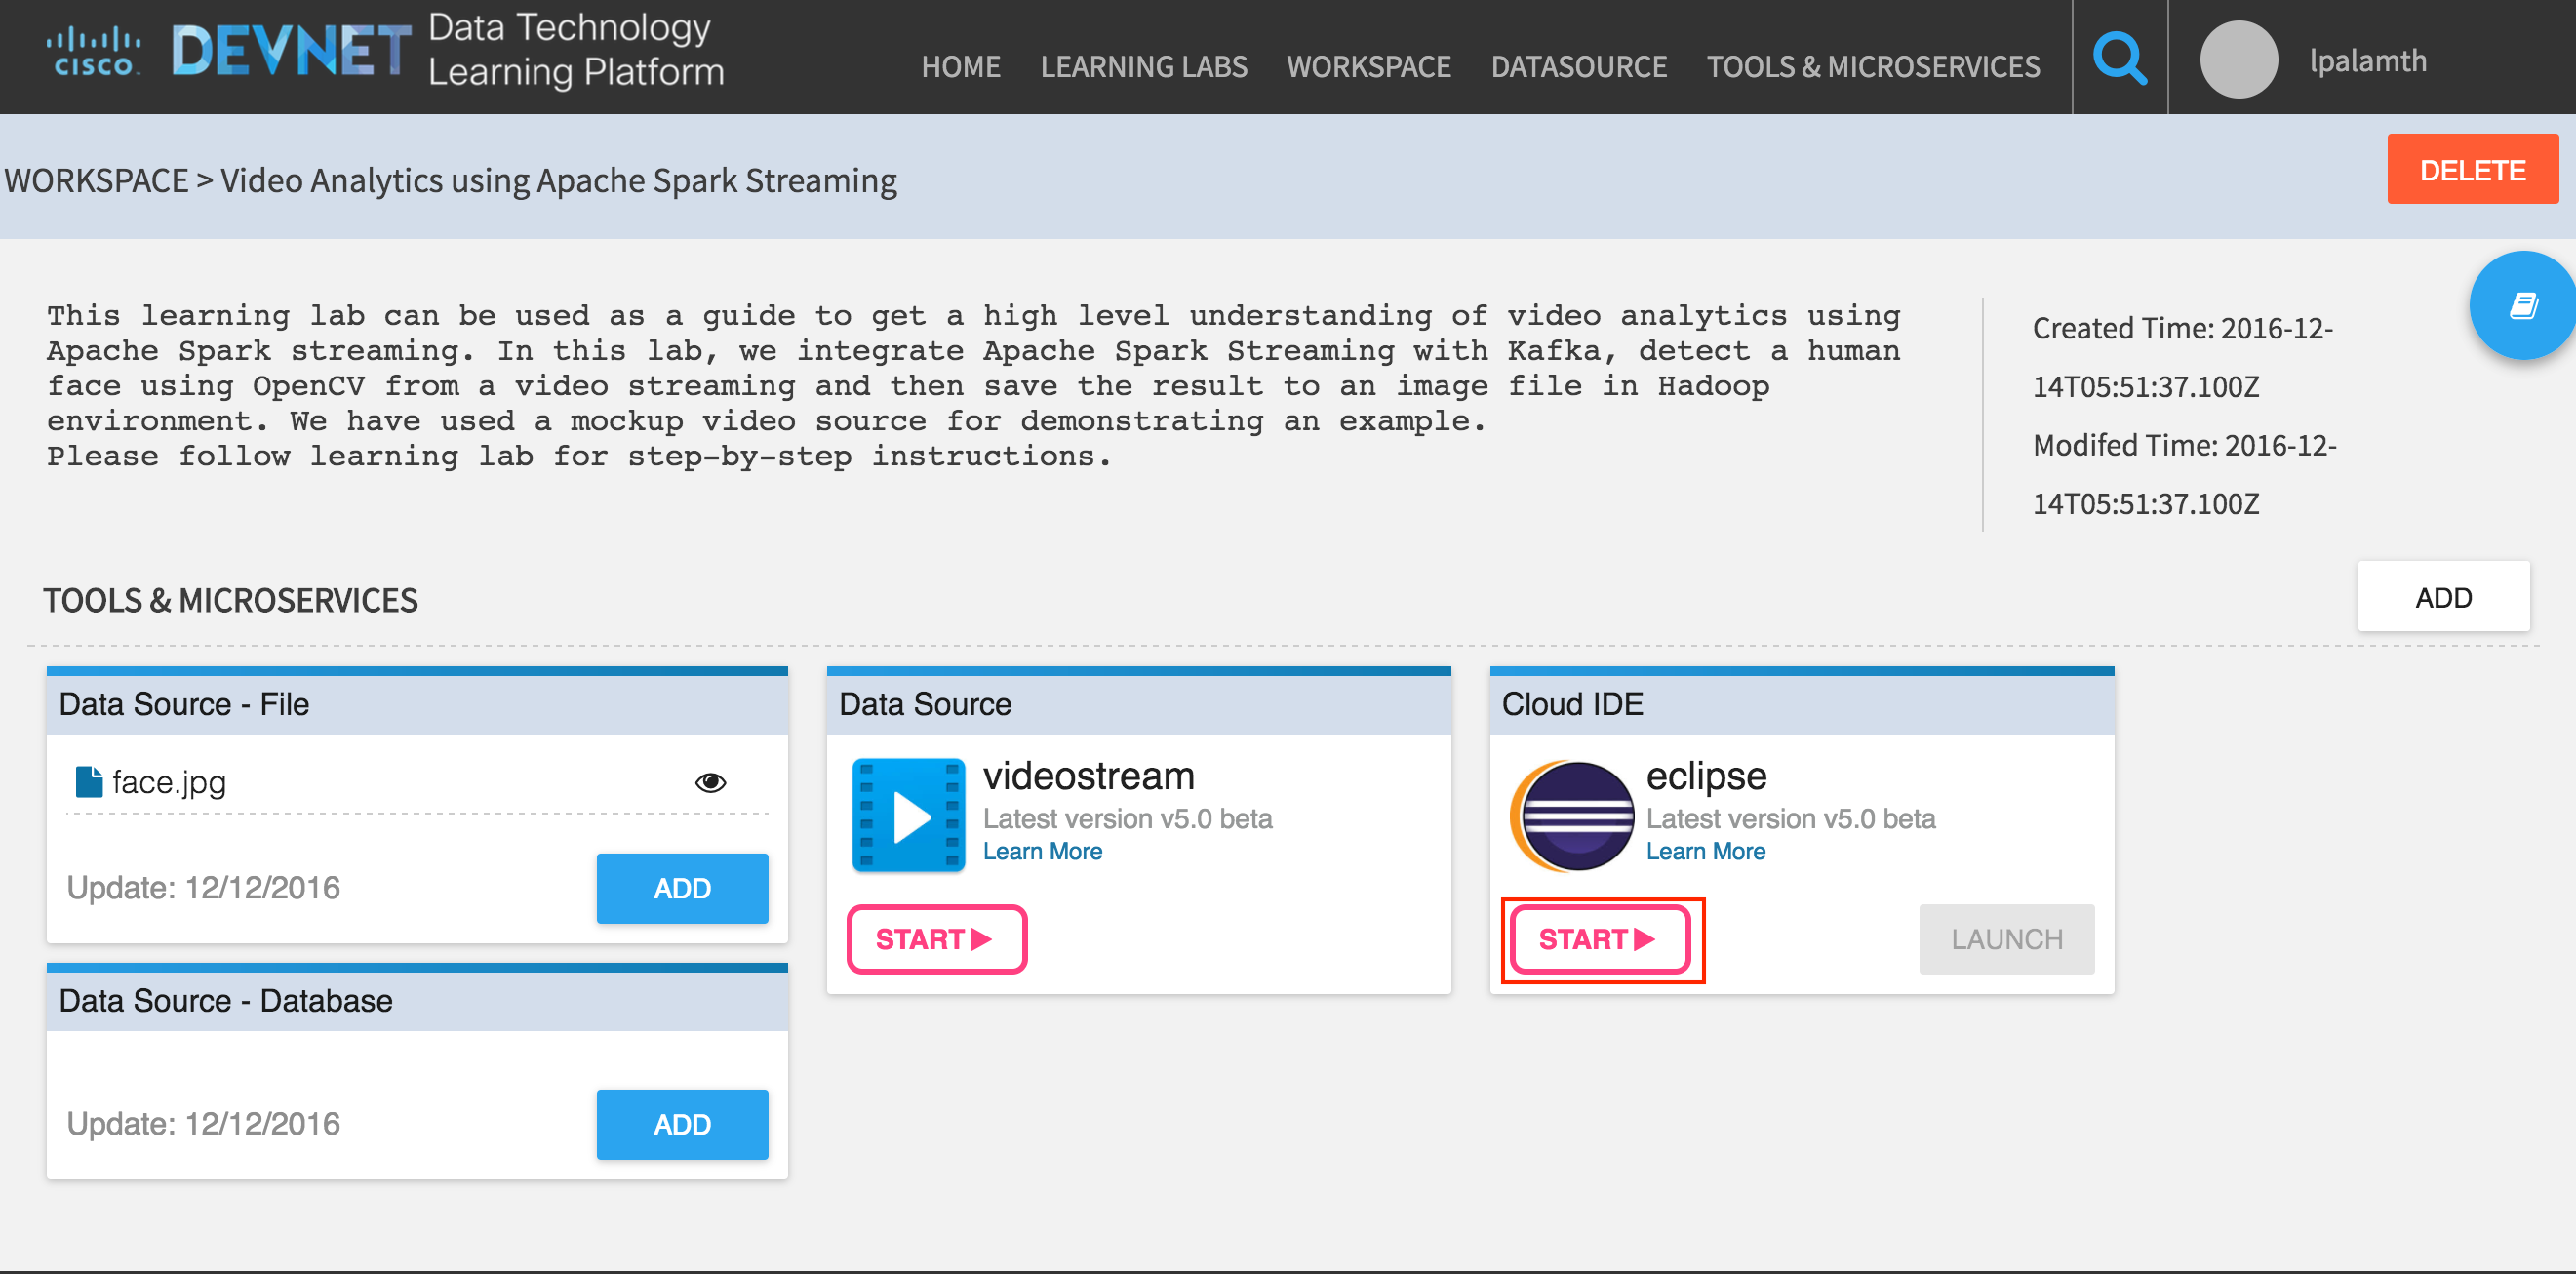 CISCO
DEVNET
Data Technology
Learning Platform
HOME LEARNING LABS WORKSPACE DATASOURCE TOOLS & MICROSERVICES
lpalamth
WORKSPACE > Video Analytics using Apache Spark Streaming
DELETE
This learning lab can be used as a guide to get a high level understanding of video analytics using
Apache Spark streaming. In this lab, we integrate Apache Spark Streaming with Kafka, detect a human
face using OpenCV from a video streaming and then save the result to an image file in Hadoop
environment. We have used a mockup video source for demonstrating an example.
Please follow learning lab for step-by-step instructions.
Created Time: 2016-12-
14T05:51:37.100Z
Modifed Time: 2016-12-
14T05:51:37.100Z
TOOLS & MICROSERVICES
ADD
Data Source - File
face.jpg
Update: 12/12/2016
ADD
Data Source - Database
Update: 12/12/2016
ADD
Data Source
videostream
Latest version v5.0 beta
Learn More
START
Cloud IDE
eclipse
Latest version v5.0 beta
Learn More
START
LAUNCH